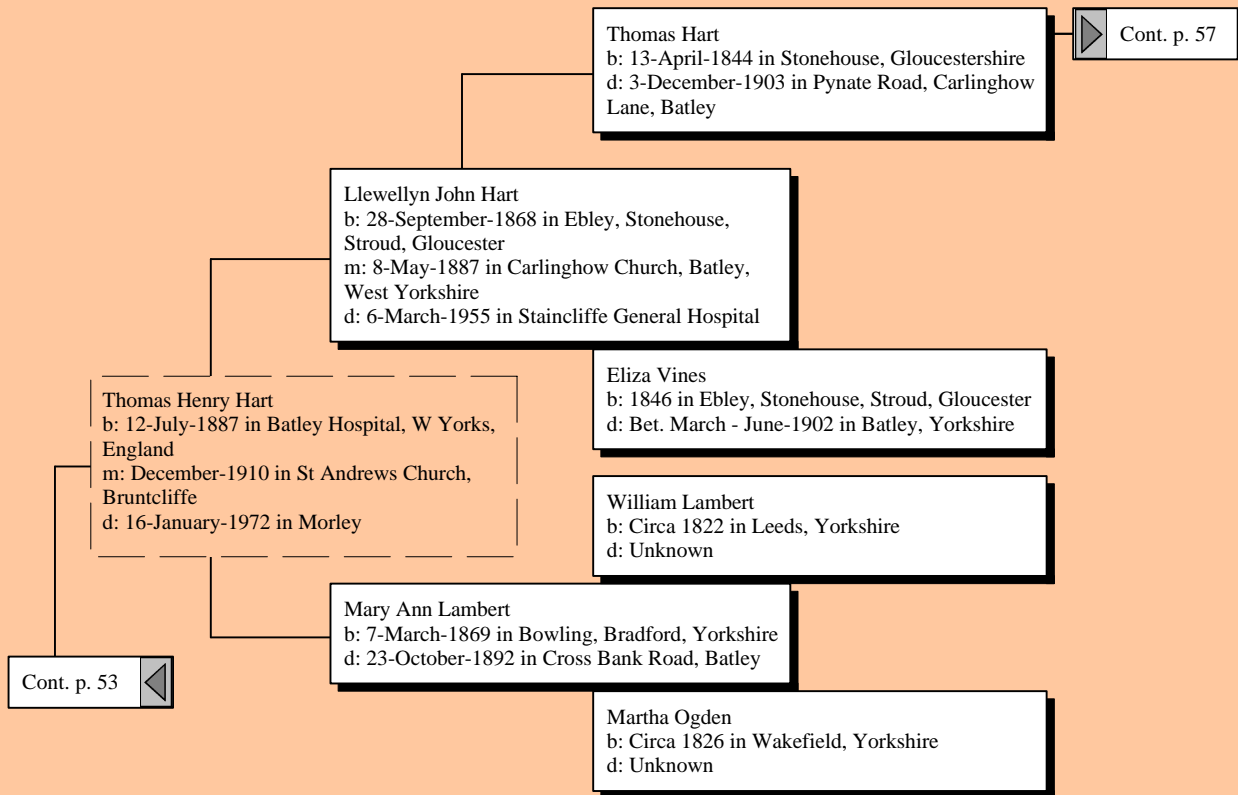 Thomas Hart
b: 13-April-1844 in Stonehouse, Gloucestershire
d: 3-December-1903 in Pynate Road, Carlinghow
Lane, Batley
Cont. p. 57
Llewellyn John Hart
b: 28-September-1868 in Ebley, Stonehouse,
Stroud, Gloucester
m: 8-May-1887 in Carlinghow Church, Batley,
West Yorkshire
d: 6-March-1955 in Staincliffe General Hospital
Eliza Vines
b: 1846 in Ebley, Stonehouse, Stroud, Gloucester
d: Bet. March - June-1902 in Batley, Yorkshire
Thomas Henry Hart
b: 12-July-1887 in Batley Hospital, W Yorks,
England
m: December-1910 in St Andrews Church,
Bruntcliffe
d: 16-January-1972 in Morley
William Lambert
b: Circa 1822 in Leeds, Yorkshire
d: Unknown
Mary Ann Lambert
b: 7-March-1869 in Bowling, Bradford, Yorkshire
d: 23-October-1892 in Cross Bank Road, Batley
Cont. p. 53
Martha Ogden
b: Circa 1826 in Wakefield, Yorkshire
d: Unknown